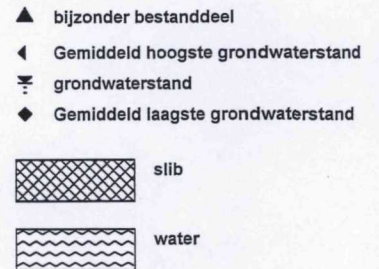 bijzonder bestanddeel
Gemiddeld hoogste grondwaterstand
grondwaterstand
Gemiddeld laagste grondwaterstand
slib
water